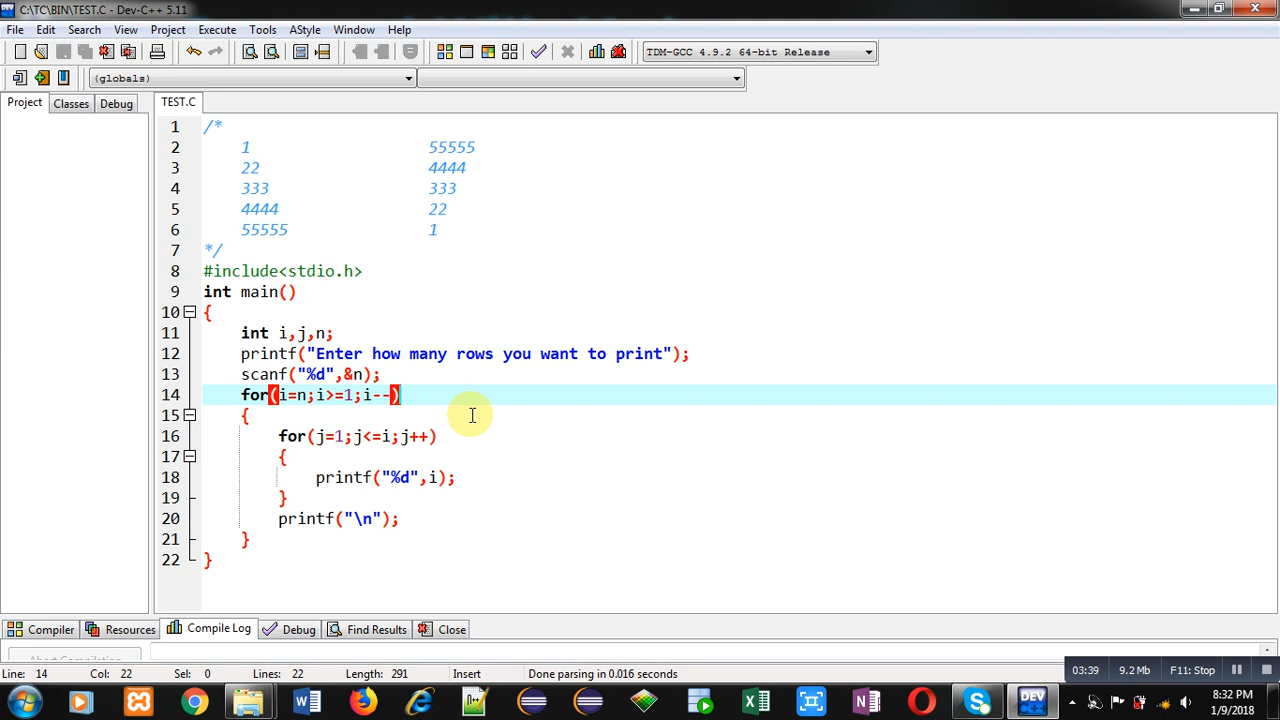 C:\TC\BIN\TEST.C - Dev-C++ 5.11
File Edit Search View Project Execute Tools AStyle Window Help
TDM-GCC 4.9.2 64-bit Release
(globals)
Project Classes Debug TEST.C
1 /*
2 1 55555
3 22 4444
4 333 333
5 4444 22
6 55555 1
7 */
8 #include<stdio.h>
9 int main()
10 {
11 int i,j,n;
12 printf("Enter how many rows you want to print");
13 scanf("%d",&n);
14 for(i=n;i>=1;i--)
15 {
16 for(j=1;j<=i;j++)
17 {
18 printf("%d",i);
19 }
20 printf("\n");
21 }
22 }
Compiler Resources Compile Log Debug Find Results Close
Abort Compilation
Line: 14 Col: 22 Sel: 0 Lines: 22 Length: 291 Insert Done parsing in 0.016 seconds
03:39 9.2 Mb F11: Stop
DEV
8:32 PM
1/9/2018